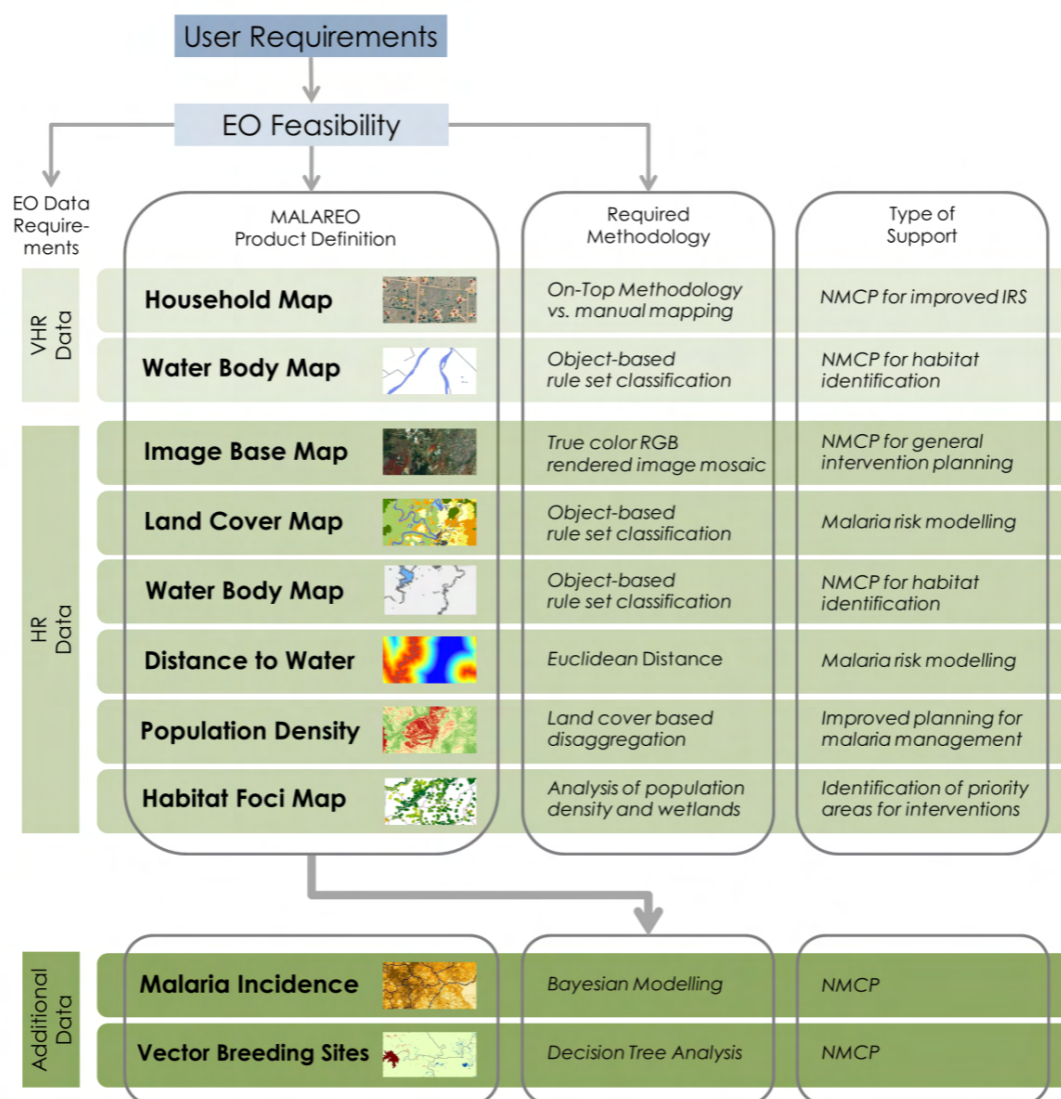 User Requirements
EO Feasibility
EO Data
Require-
ments
MALAREO
Product Definition
Required
Methodology
Type of
Support
VHR
Data
Household Map
On-Top Methodology
vs. manual mapping
NMCP for improved IRS
Water Body Map
Object-based
rule set classification
NMCP for habitat
identification
HR
Data
Image Base Map
True color RGB
rendered image mosaic
NMCP for general
intervention planning
Land Cover Map
Object-based
rule set classification
Malaria risk modelling
Water Body Map
Object-based
rule set classification
NMCP for habitat
identification
Distance to Water
Euclidean Distance
Malaria risk modelling
Population Density
Land cover based
disaggregation
Improved planning for
malaria management
Habitat Foci Map
Analysis of population
density and wetlands
Identification of priority
areas for interventions
Additional
Data
Malaria Incidence
Bayesian Modelling
NMCP
Vector Breeding Sites
Decision Tree Analysis
NMCP